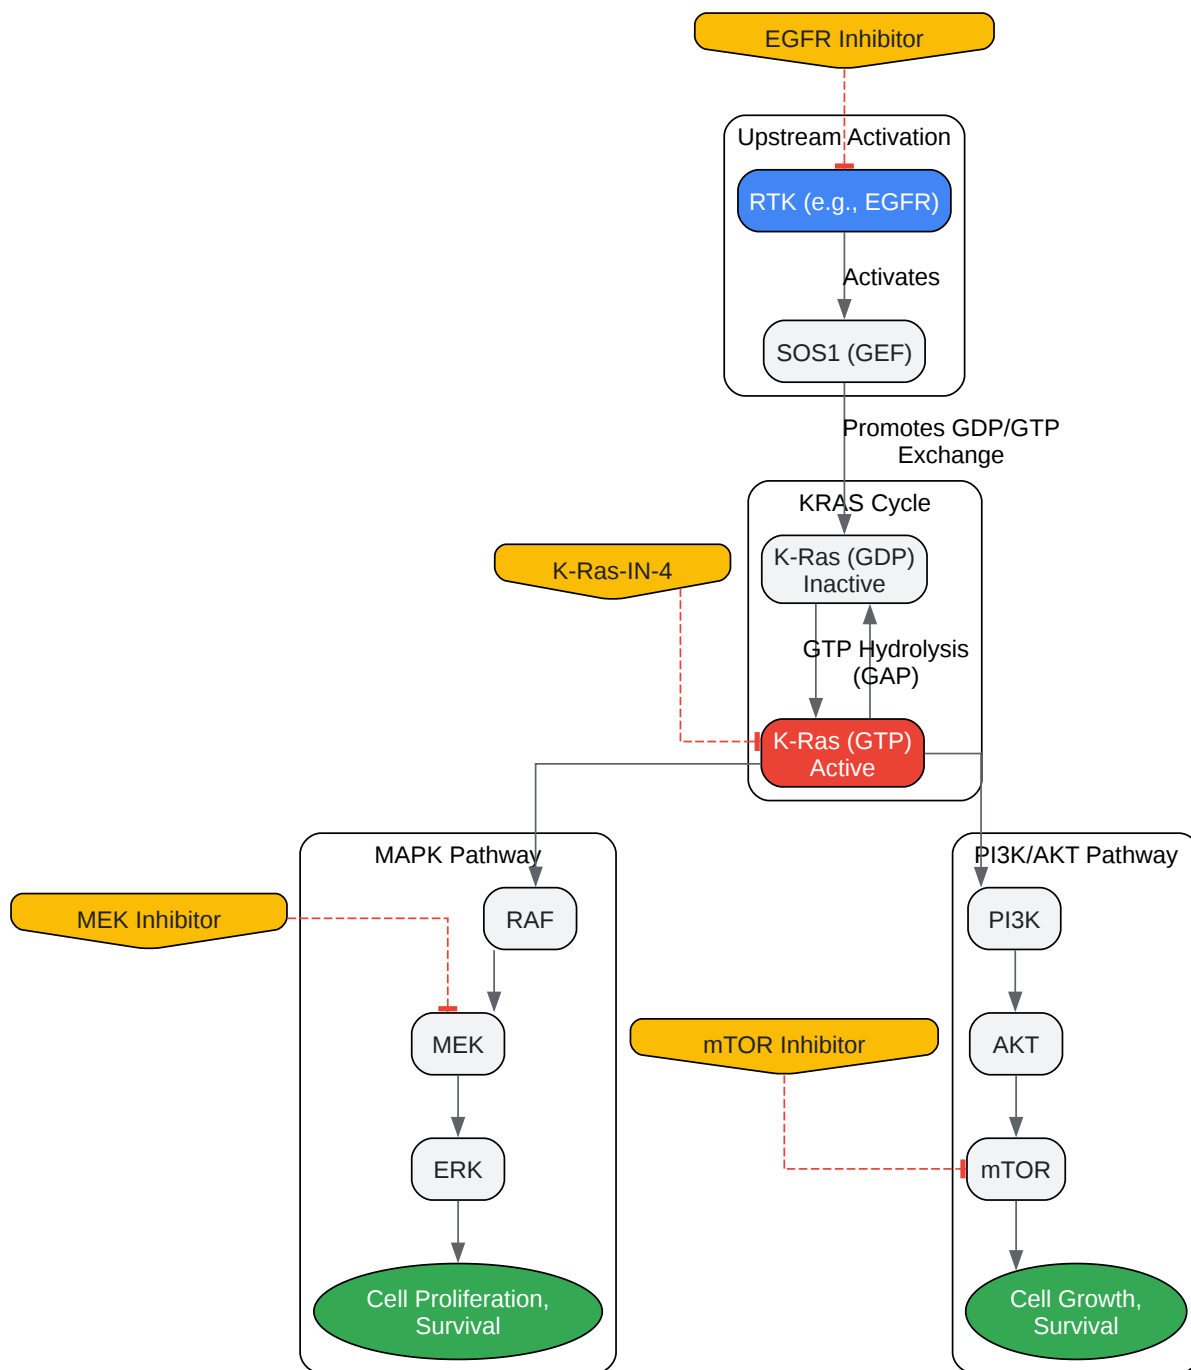 EGFR Inhibitor
Upstream Activation
RTK (e.g., EGFR)
Activates
SOS1 (GEF)
Promotes GDP/GTP
Exchange
KRAS Cycle
K-Ras (GDP)
Inactive
K-Ras-IN-4
GTP Hydrolysis
(GAP)
K-Ras (GTP)
Active
MAPK Pathway
PI3K/AKT Pathway
MEK Inhibitor
RAF
PI3K
MEK
mTOR Inhibitor
AKT
ERK
mTOR
Cell Proliferation,
Survival
Cell Growth,
Survival